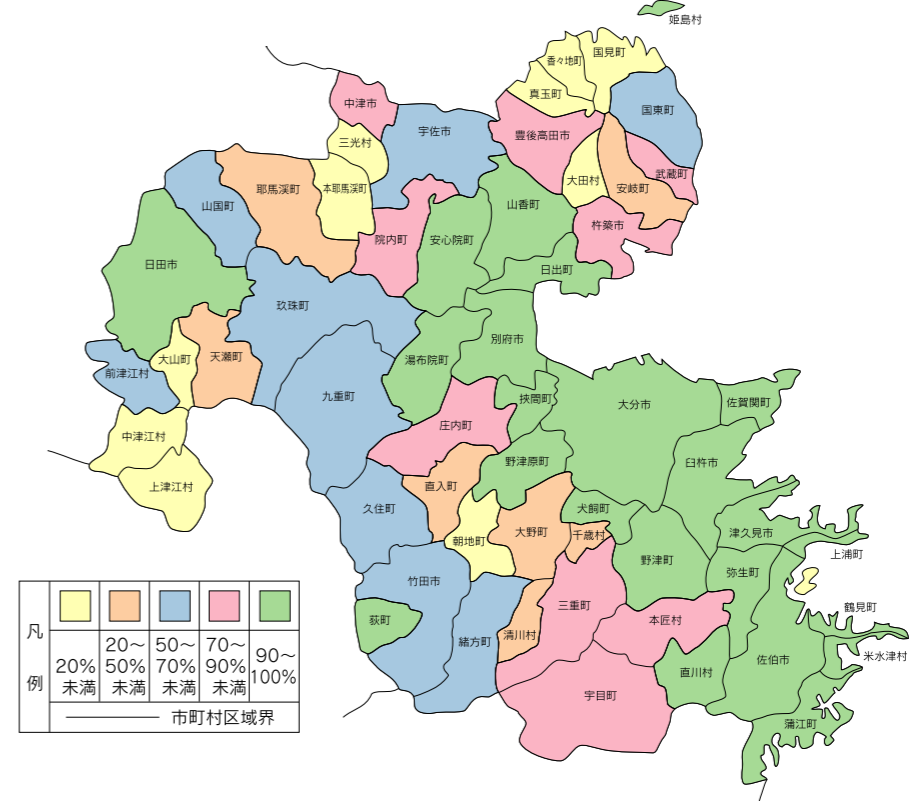 姫島村
国見町
香々地町
真玉町
中津市
国東町
宇佐市
豊後高田市
三光村
武蔵町
大田村
安岐町
耶馬渓町
本耶馬渓町
山国町
山香町
杵築市
院内町
安心院町
日田市
日出町
玖珠町
別府市
大山町
天瀬町
湯布院町
前津江村
九重町
挾間町
大分市
佐賀関町
庄内町
中津江村
野津原町
臼杵市
上津江村
直入町
久住町
犬飼町
大野町
千歳村
津久見市
朝地町
上浦町
野津町
弥生町
竹田市
三重町
鶴見町
荻町
本匠村
緒方町
清川村
米水津村
佐伯市
直川村
宇目町
蒲江町
凡例
20%
未満
20〜
50%
未満
50〜
70%
未満
70〜
90%
未満
90〜
100%
市町村区域界